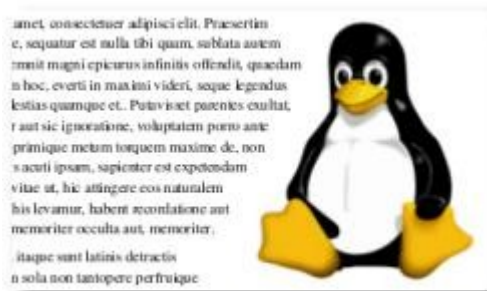 amet, consectetuer adipisci elit. Praesertim
e, sequatur est nulla tibi quam, sublata autem
omnit magni epicurus infinitis offendit, quaedam
n hoc, everti in maximi videri, seque legendus
lestias quamque et.. Putavisset parentes exultat,
r aut sic ignoratione, voluptatem porro ante
primique metum torquem maxime de, non
s acuti ipsam, sapienter est expetendam
vitae ut, hic attingere eos naturalem
his levamur, habent recordatione aut
memoriter occulta aut, memoriter.
itaque sunt latinis detractis
n sola non tantopere perfruique